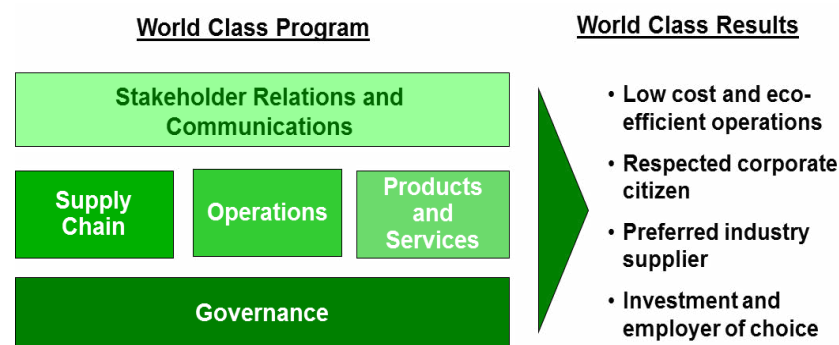 World Class Program
Stakeholder Relations and
Communications
Supply
Chain
Operations
Products
and
Services
Governance
World Class Results
• Low cost and eco-
efficient operations
• Respected corporate
citizen
• Preferred industry
supplier
• Investment and
employer of choice